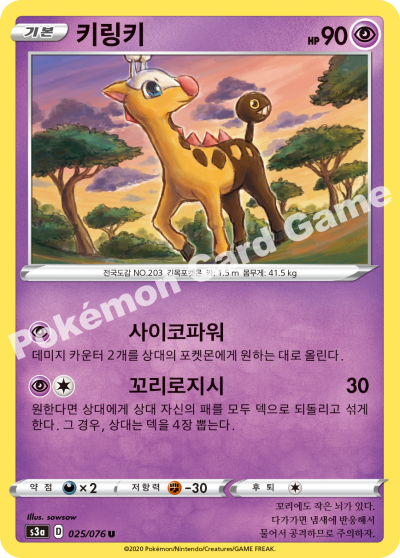 기본 키링키 HP 90
전국도감 NO.203 긴목포켓몬 키: 1.5 m 몸무게: 41.5 kg
사이코파워
데미지 카운터 2개를 상대의 포켓몬에게 원하는 대로 올린다.
꼬리로지시 30
원한다면 상대에게 상대 자신의 패를 모두 덱으로 되돌리고 섞게
한다. 그 경우, 상대는 덱을 4장 뽑는다.
약점 ×2 저항력 -30 후퇴
Illus. sowsow
s3a D 025/076 U
꼬리에도 작은 뇌가 있다.
다가가면 냄새에 반응해서
물어서 공격하므로 주의하자.
©2020 Pokémon/Nintendo/Creatures/GAME FREAK.
Pokémon Card Game